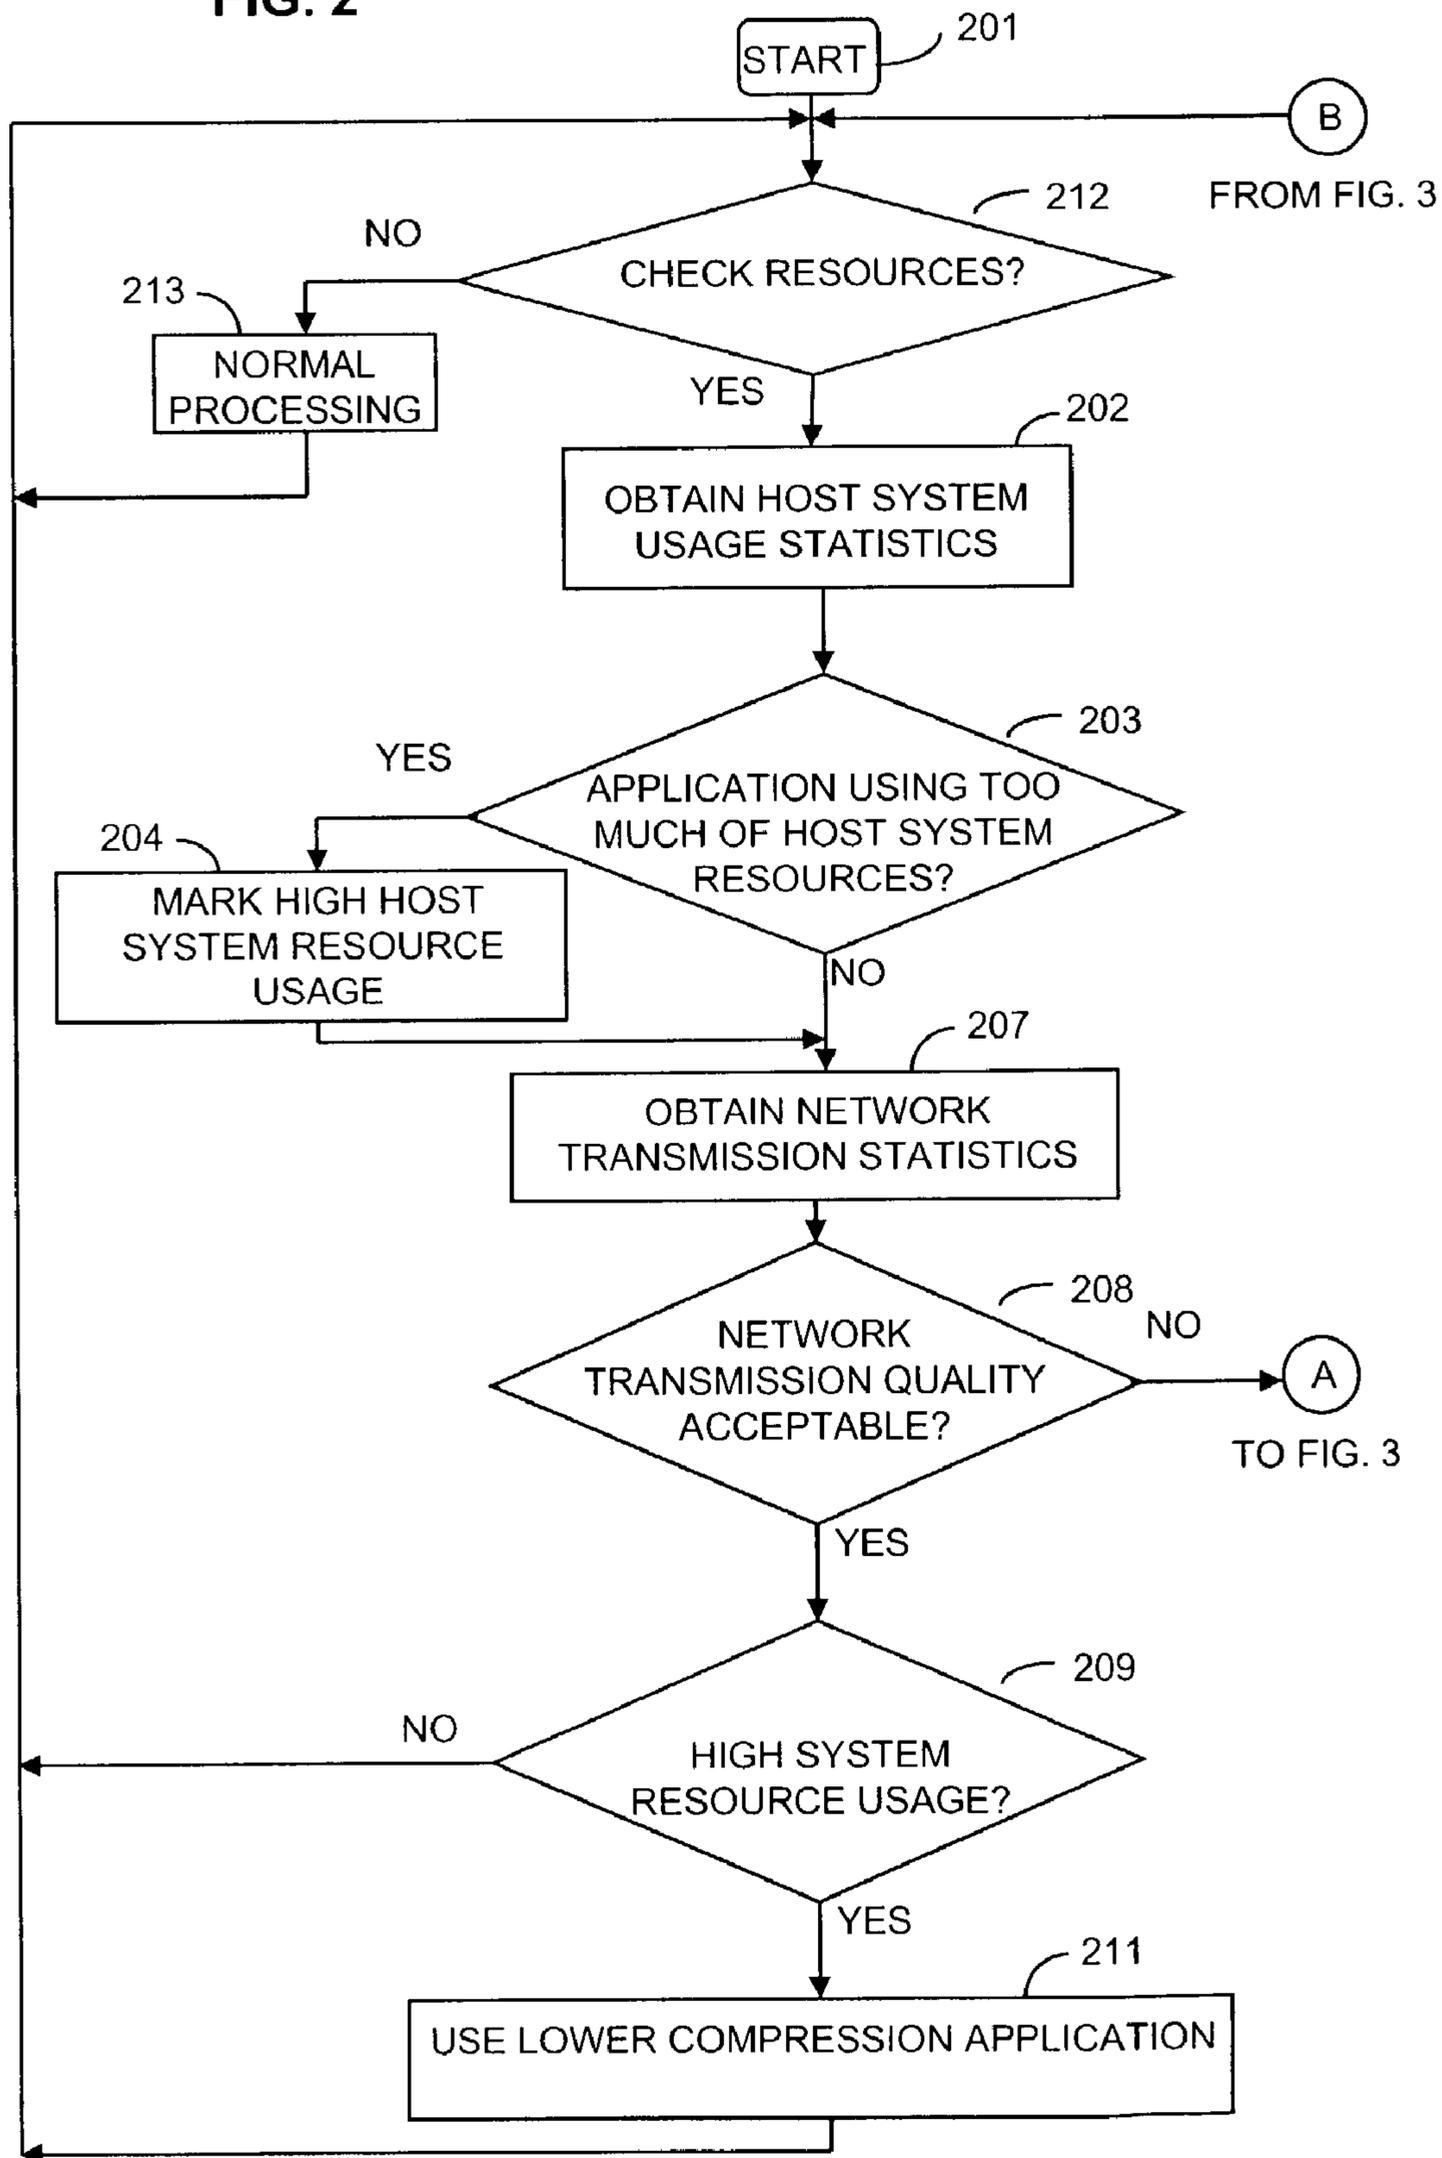 FIG. 2
START
201
B
FROM FIG. 3
212
NO
CHECK RESOURCES?
213
NORMAL
PROCESSING
YES
202
OBTAIN HOST SYSTEM
USAGE STATISTICS
203
YES
APPLICATION USING TOO
MUCH OF HOST SYSTEM
RESOURCES?
204
MARK HIGH HOST
SYSTEM RESOURCE
USAGE
NO
207
OBTAIN NETWORK
TRANSMISSION STATISTICS
208
NO
NETWORK
TRANSMISSION QUALITY
ACCEPTABLE?
A
TO FIG. 3
YES
209
NO
HIGH SYSTEM
RESOURCE USAGE?
YES
211
USE LOWER COMPRESSION APPLICATION